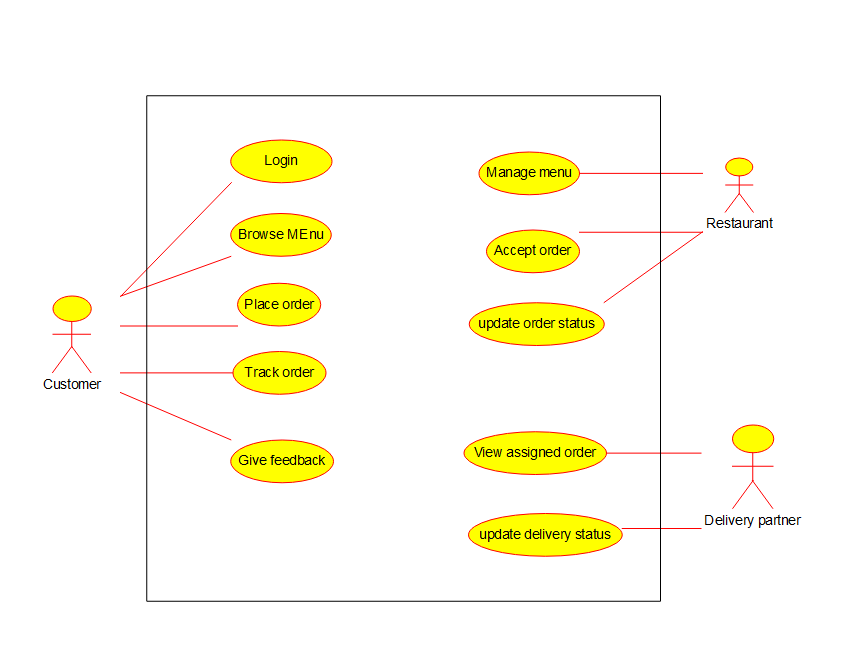 Login
Browse MEnu
Place order
Track order
Give feedback
Customer
Manage menu
Accept order
update order status
View assigned order
update delivery status
Restaurant
Delivery partner